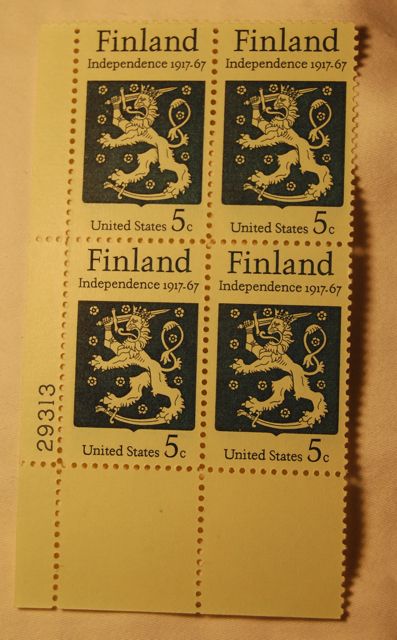 Finland
Independence 1917-67
United States 5c
Finland
Independence 1917-67
United States 5c
Finland
Independence 1917-67
United States 5c
Finland
Independence 1917-67
United States 5c
29313